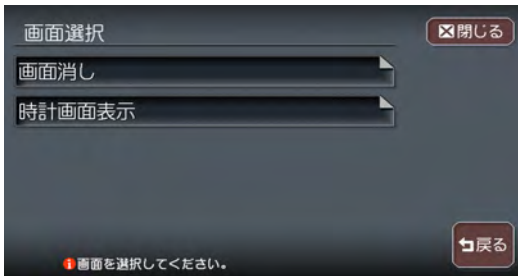 画面選択
閉じる
画面消し
時計画面表示
戻る
画面を選択してください。